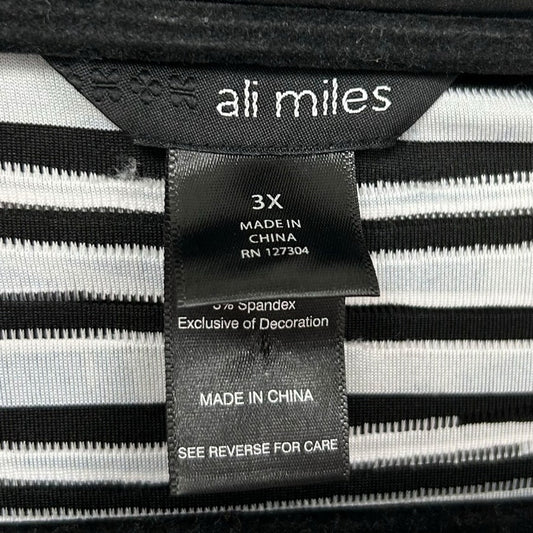 ali miles
3X
MADE IN
CHINA
RN 127304
Spandex
Exclusive of Decoration
MADE IN CHINA
SEE REVERSE FOR CARE